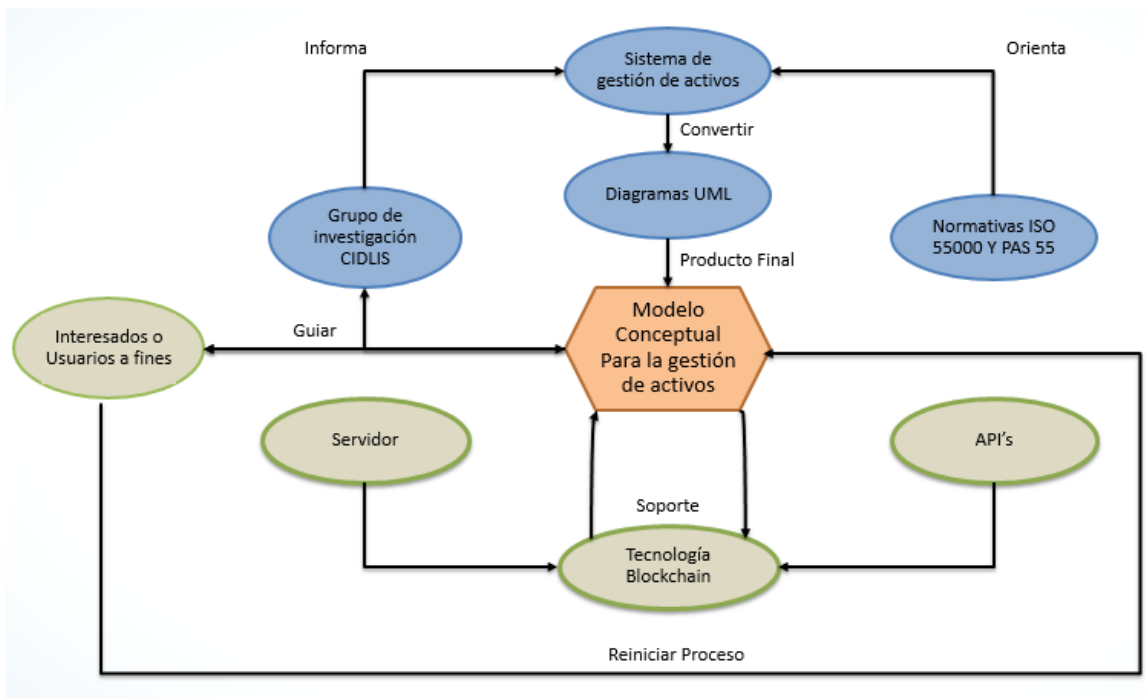 Informa
Orienta
Sistema de
gestión de activos
Convertir
Diagramas UML
Grupo de
investigación
CIDLIS
Normativas ISO
55000 Y PAS 55
Producto Final
Modelo
Conceptual
Para la gestión
de activos
Guiar
Interesados o
Usuarios a fines
Servidor
API's
Soporte
Tecnología
Blockchain
Reiniciar Proceso